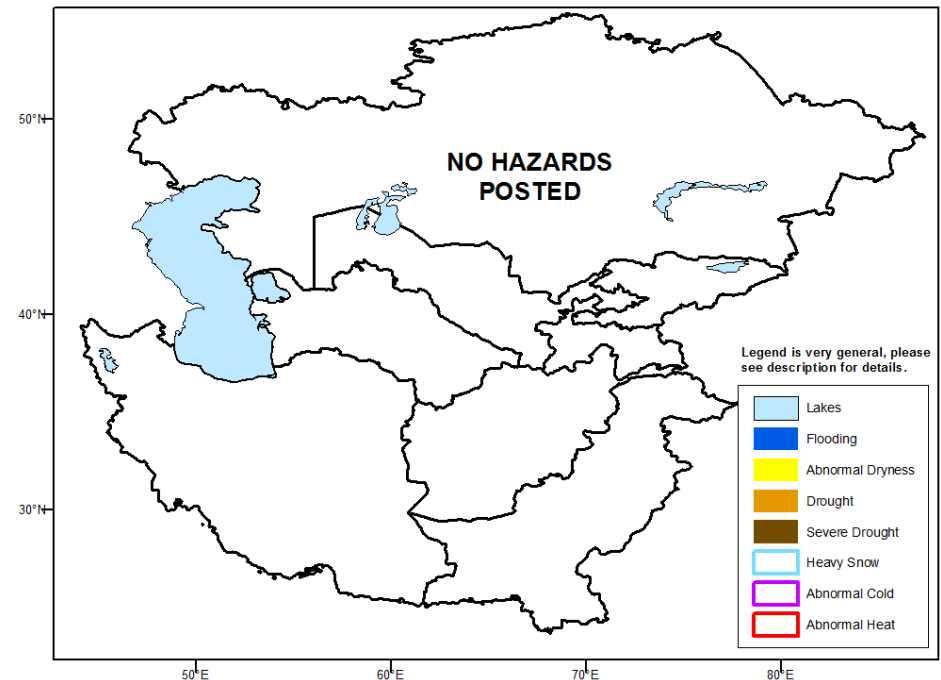 50°N
40°N
30°N
NO HAZARDS
POSTED
Legend is very general, please
see description for details.
Lakes
Flooding
Abnormal Dryness
Drought
Severe Drought
Heavy Snow
Abnormal Cold
Abnormal Heat
50°E
60°E
70°E
80°E